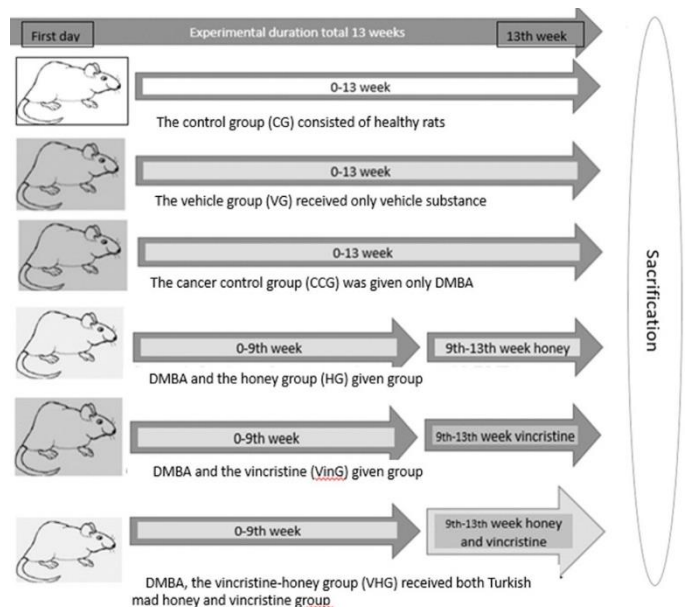 First day
Experimental duration total 13 weeks
13th week
0-13 week
The control group (CG) consisted of healthy rats
0-13 week
The vehicle group (VG) received only vehicle substance
0-13 week
The cancer control group (CCG) was given only DMBA
0-9th week
9th-13th week honey
DMBA and the honey group (HG) given group
0-9th week
9th-13th week vincristine
DMBA and the vincristine (VinG) given group
0-9th week
9th-13th week honey
and vincristine
DMBA, the vincristine-honey group (VHG) received both Turkish
mad honey and vincristine group
Sacrification